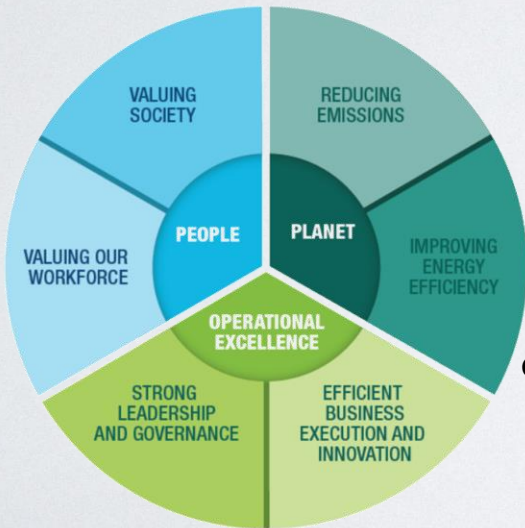 VALUING
SOCIETY
REDUCING
EMISSIONS
VALUING OUR
WORKFORCE
PEOPLE
PLANET
IMPROVING
ENERGY
EFFICIENCY
OPERATIONAL
EXCELLENCE
STRONG
LEADERSHIP
AND GOVERNANCE
EFFICIENT
BUSINESS
EXECUTION AND
INNOVATION